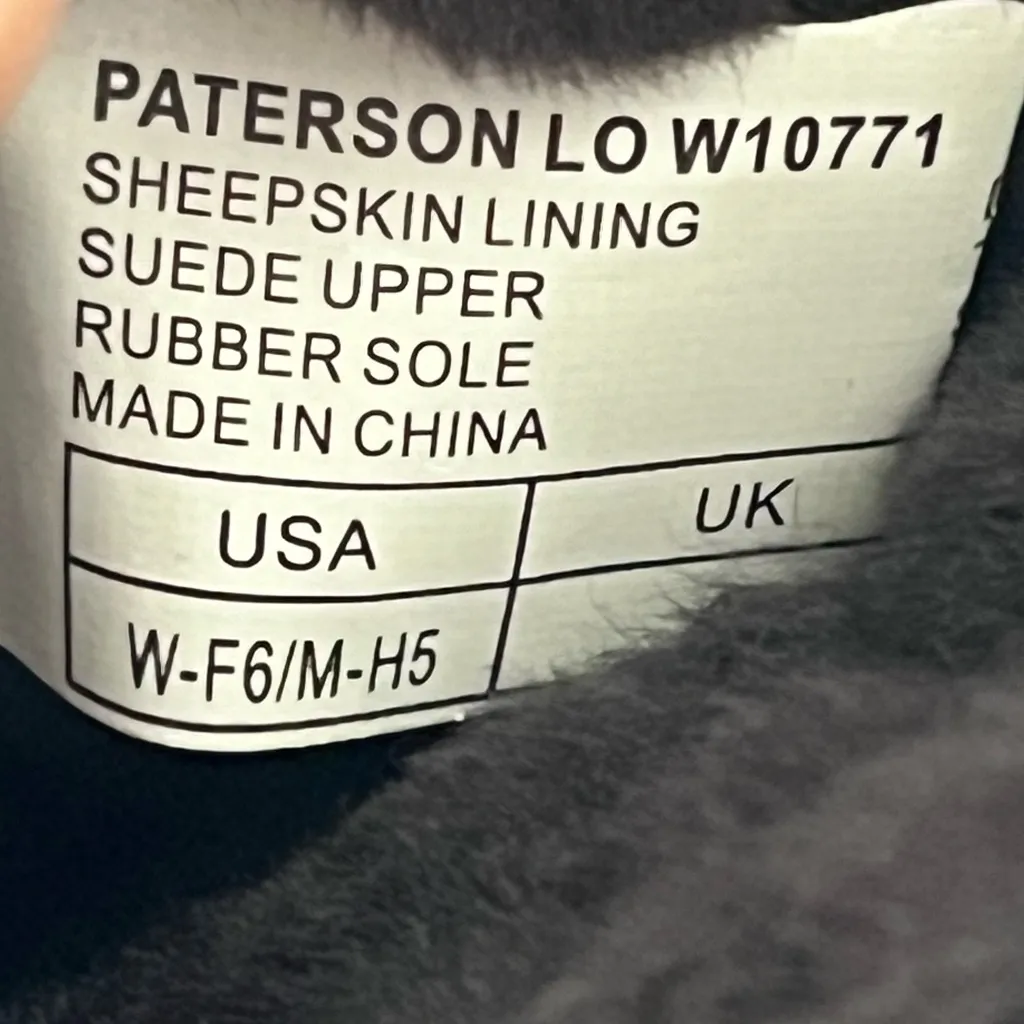 PATERSON LO W10771
SHEEPSKIN LINING
SUEDE UPPER
RUBBER SOLE
MADE IN CHINA
USA UK
W-F6/M-H5